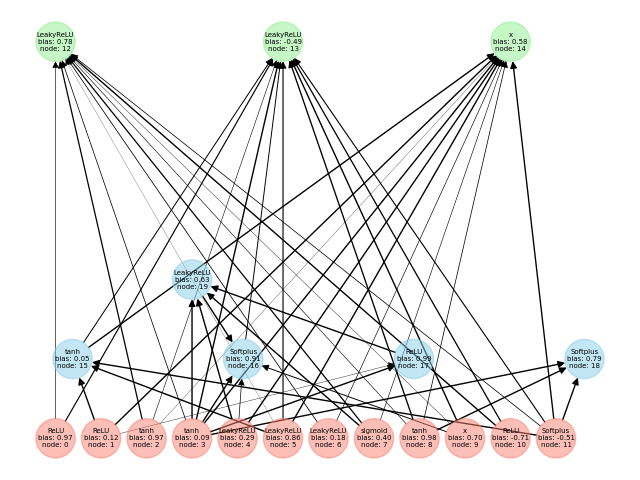 LeakyReLU
bias: 0.78
node: 12
LeakyReLU
bias: -0.49
node: 13
x
bias: 0.58
node: 14
LeakyReLU
bias: 0.63
node: 19
tanh
bias: 0.05
node: 15
Softplus
bias: 0.91
node: 16
ReLU
bias: 0.99
node: 17
Softplus
bias: 0.79
node: 18
ReLU
bias: 0.97
node: 0
ReLU
bias: 0.12
node: 1
tanh
bias: 0.97
node: 2
tanh
bias: 0.09
node: 3
LeakyReLU
bias: 0.29
node: 4
LeakyReLU
bias: 0.86
node: 5
LeakyReLU
bias: 0.18
node: 6
sigmoid
bias: 0.40
node: 7
tanh
bias: 0.98
node: 8
x
bias: 0.70
node: 9
ReLU
bias: -0.71
node: 10
Softplus
bias: -0.51
node: 11